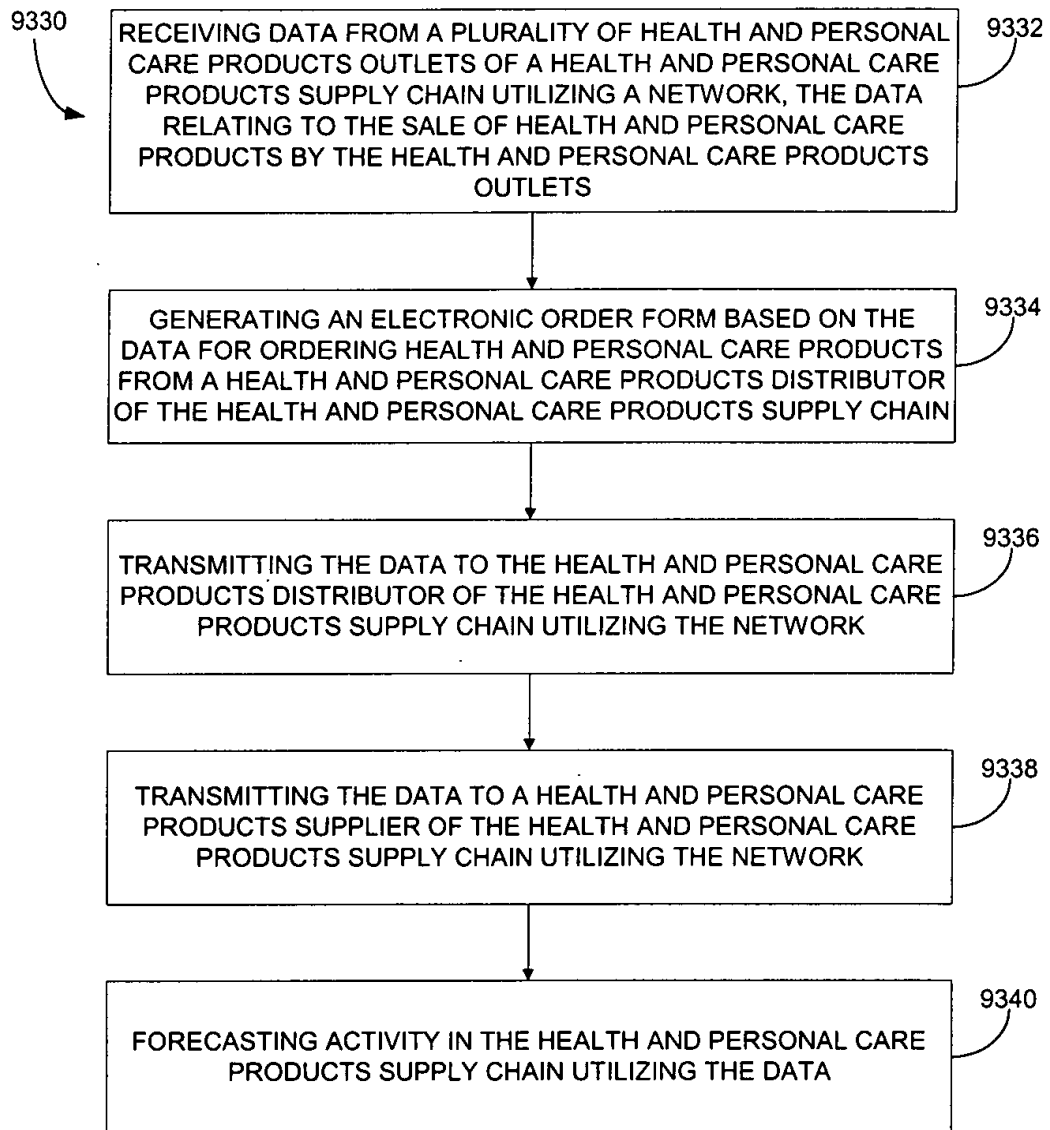 9330
RECEIVING DATA FROM A PLURALITY OF HEALTH AND PERSONAL
CARE PRODUCTS OUTLETS OF A HEALTH AND PERSONAL CARE
PRODUCTS SUPPLY CHAIN UTILIZING A NETWORK, THE DATA
RELATING TO THE SALE OF HEALTH AND PERSONAL CARE
PRODUCTS BY THE HEALTH AND PERSONAL CARE PRODUCTS
OUTLETS
9332
GENERATING AN ELECTRONIC ORDER FORM BASED ON THE
DATA FOR ORDERING HEALTH AND PERSONAL CARE PRODUCTS
FROM A HEALTH AND PERSONAL CARE PRODUCTS DISTRIBUTOR
OF THE HEALTH AND PERSONAL CARE PRODUCTS SUPPLY CHAIN
9334
TRANSMITTING THE DATA TO THE HEALTH AND PERSONAL CARE
PRODUCTS DISTRIBUTOR OF THE HEALTH AND PERSONAL CARE
PRODUCTS SUPPLY CHAIN UTILIZING THE NETWORK
9336
TRANSMITTING THE DATA TO A HEALTH AND PERSONAL CARE
PRODUCTS SUPPLIER OF THE HEALTH AND PERSONAL CARE
PRODUCTS SUPPLY CHAIN UTILIZING THE NETWORK
9338
FORECASTING ACTIVITY IN THE HEALTH AND PERSONAL CARE
PRODUCTS SUPPLY CHAIN UTILIZING THE DATA
9340